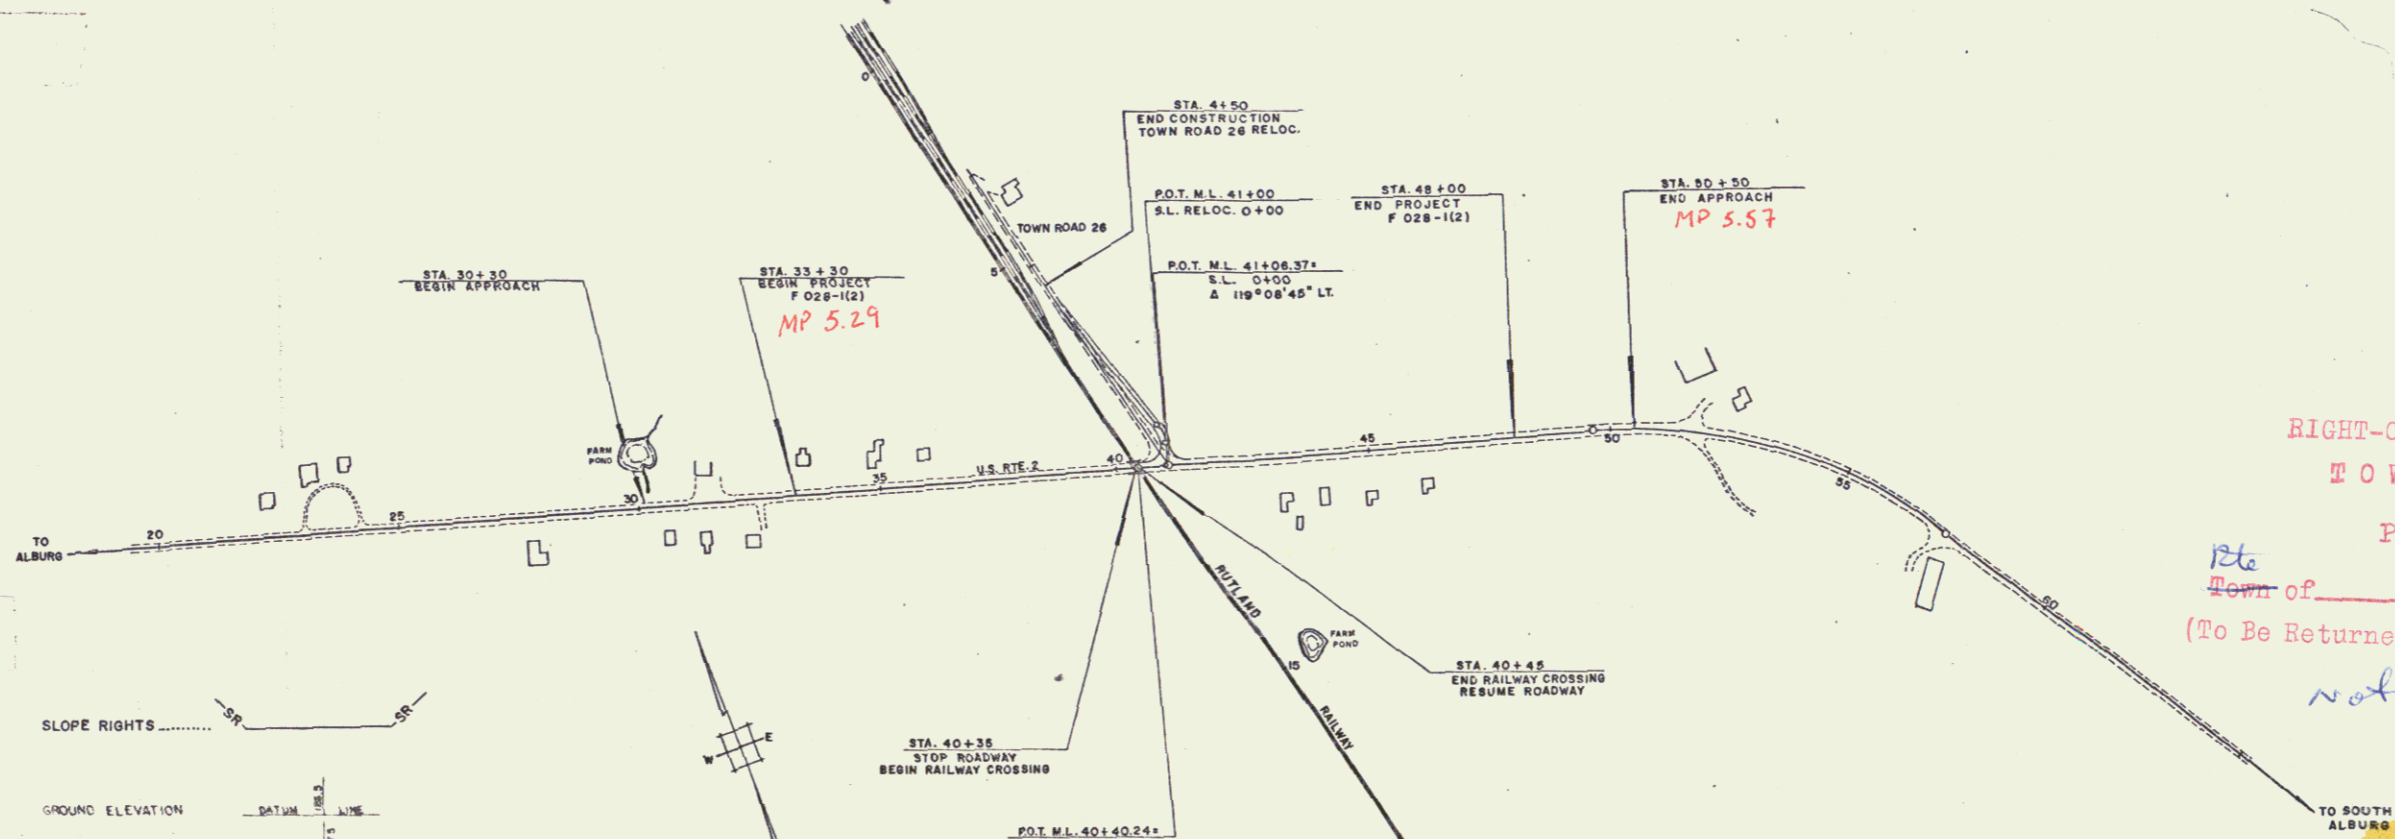 0
STA. 4+50
END CONSTRUCTION
TOWN ROAD 26 RELOC.
P.O.T. M.L. 41+00
S.L. RELOC. 0+00
STA. 48+00
END PROJECT
F 028-1(2)
STA. 50+50
END APPROACH
MP 5.57
TOWN ROAD 26
5
P.O.T. M.L. 41+06.37=
S.L. 0+00
Δ 119°08'45" LT.
STA. 30+30
BEGIN APPROACH
STA. 33+30
BEGIN PROJECT
F 028-1(2)
MP 5.29
FARM
POND
20
25
30
35
U.S. RTE. 2
40
45
50
55
60
TO
ALBURG
RUTLAND
RAILWAY
15
FARM
POND
STA. 40+45
END RAILWAY CROSSING
RESUME ROADWAY
STA. 40+35
STOP ROADWAY
BEGIN RAILWAY CROSSING
P.O.T. M.L. 40+40.24=
W E
SLOPE RIGHTS .........
SR SR
GROUND ELEVATION
DATUM LINE
RIGHT-O
T O W
P
Rte
Town of
(To Be Returne
Not
TO SOUTH
ALBURG